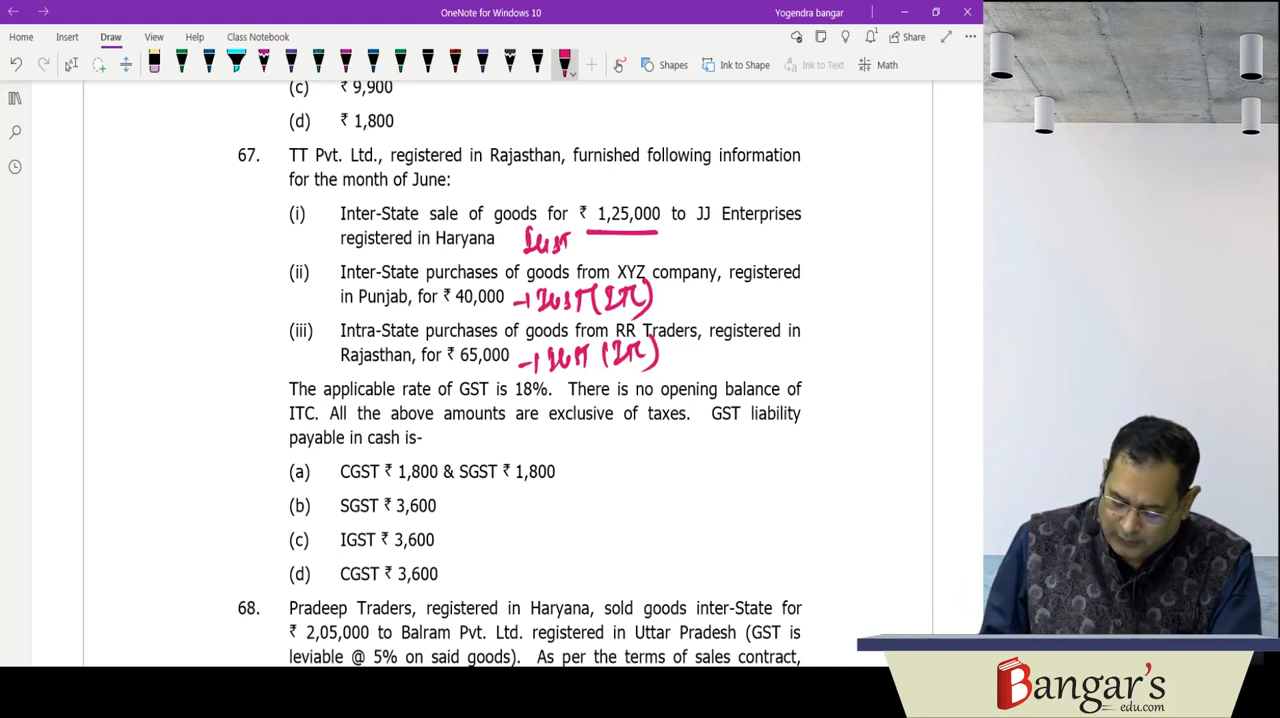 OneNote for Windows 10
Yogendra bangar
Home Insert Draw View Help Class Notebook
Share
Shapes Ink to Shape Ink to Text Math
(c) ₹ 9,900
(d) ₹ 1,800
67. TT Pvt. Ltd., registered in Rajasthan, furnished following information
for the month of June:
(i) Inter-State sale of goods for ₹ 1,25,000 to JJ Enterprises
registered in Haryana IGST
(ii) Inter-State purchases of goods from XYZ company, registered
in Punjab, for ₹ 40,000 → IGST (ITC)
(iii) Intra-State purchases of goods from RR Traders, registered in
Rajasthan, for ₹ 65,000 → (ITC)
The applicable rate of GST is 18%. There is no opening balance of
ITC. All the above amounts are exclusive of taxes. GST liability
payable in cash is-
(a) CGST ₹ 1,800 & SGST ₹ 1,800
(b) SGST ₹ 3,600
(c) IGST ₹ 3,600
(d) CGST ₹ 3,600
68. Pradeep Traders, registered in Haryana, sold goods inter-State for
₹ 2,05,000 to Balram Pvt. Ltd. registered in Uttar Pradesh (GST is
leviable @ 5% on said goods). As per the terms of sales contract,
Bangar's
edu.com